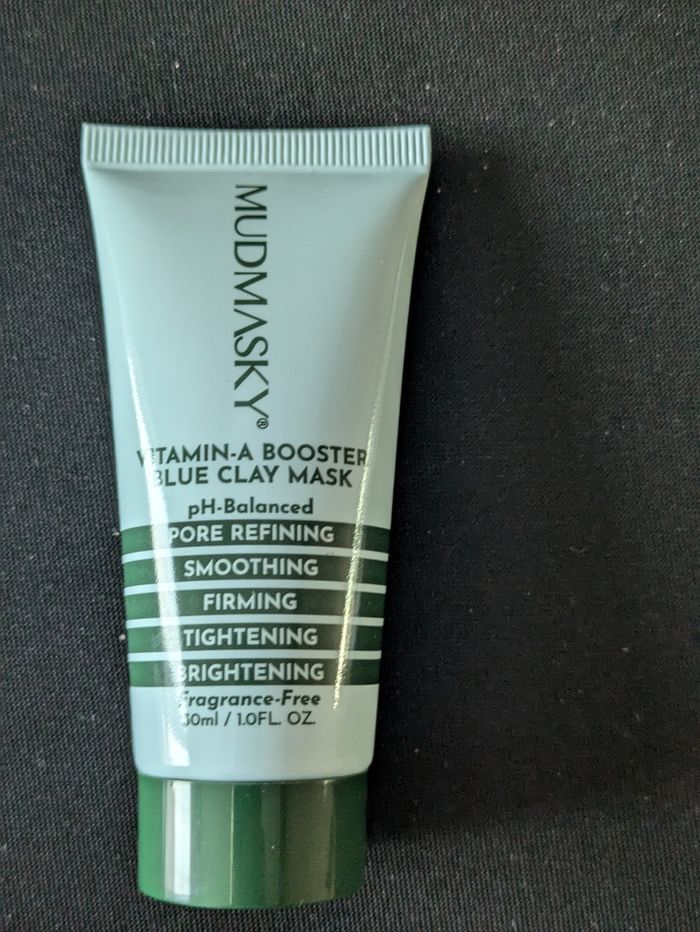 MUDMASKY®
VITAMIN-A BOOSTER
BLUE CLAY MASK
pH-Balanced
PORE REFINING
SMOOTHING
FIRMING
TIGHTENING
BRIGHTENING
Fragrance-Free
30ml / 1.0FL. OZ.